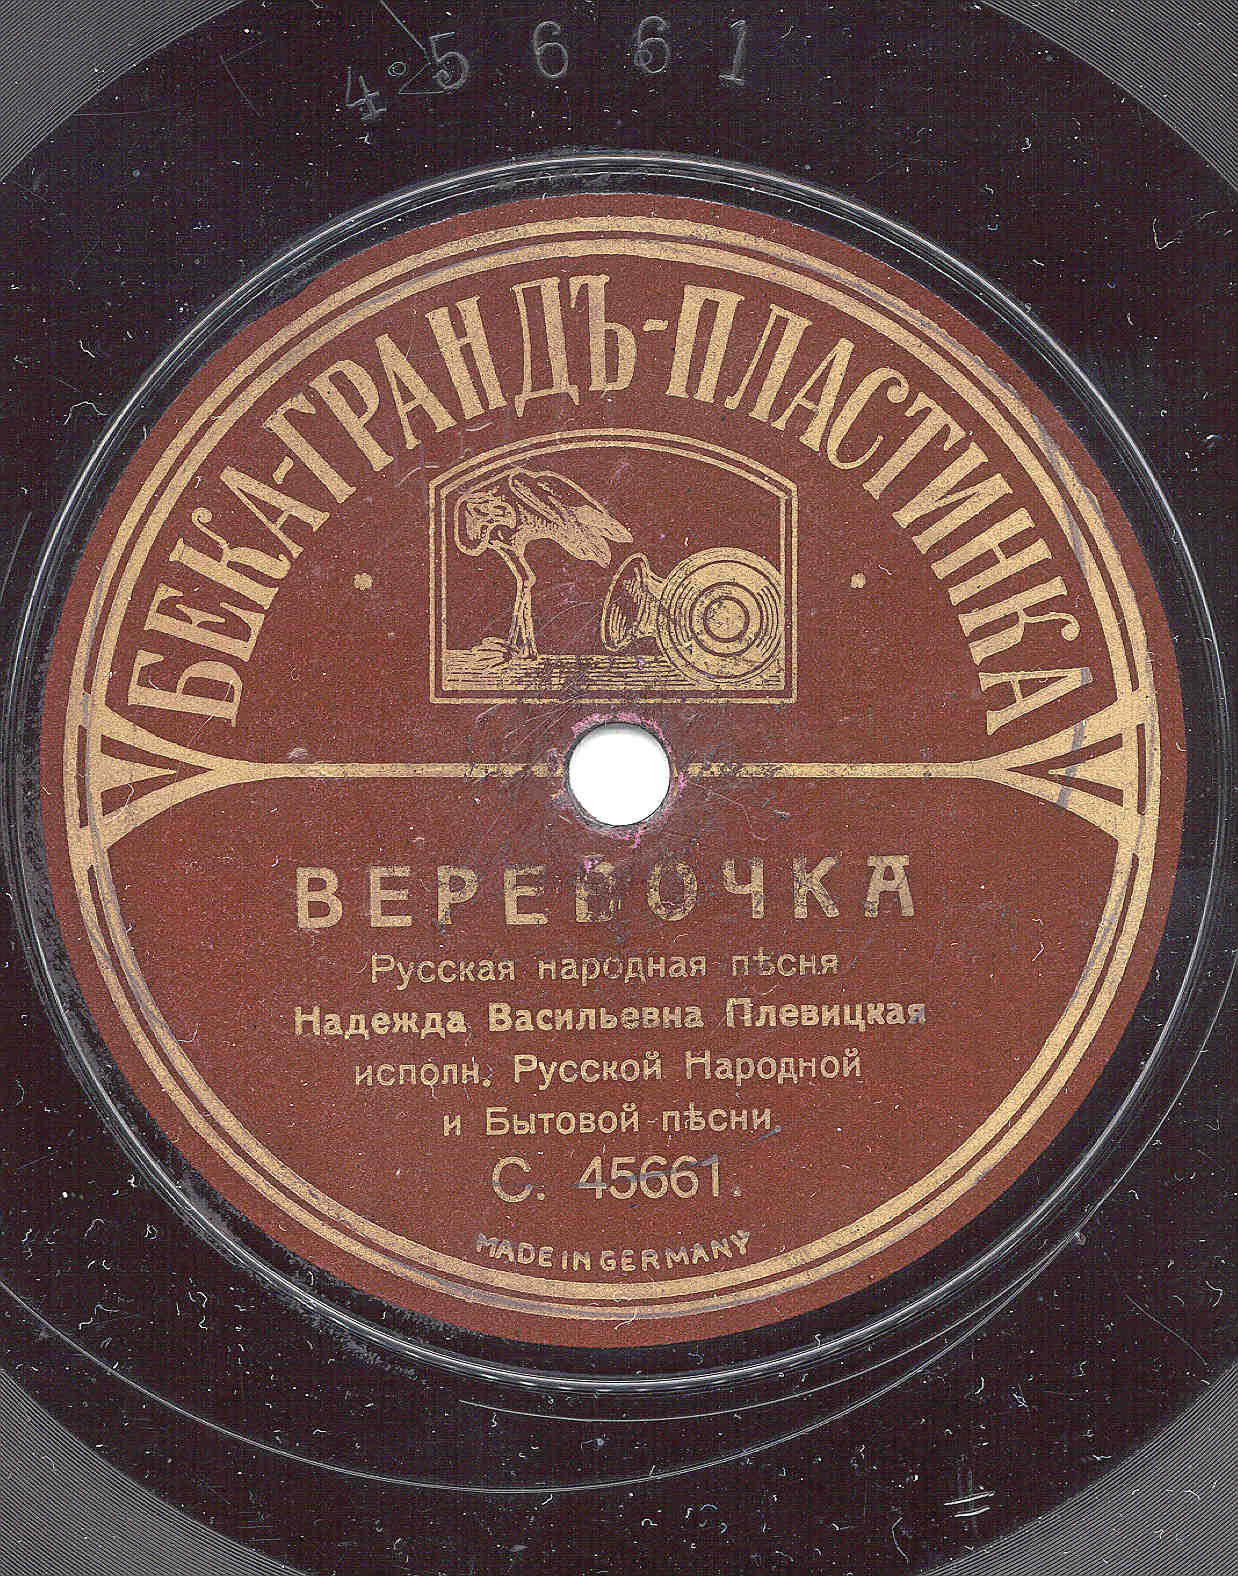 45661
БЕКА-ГРАНДЪ-ПЛАСТИНКА
ВЕРЕВОЧКА
Русская народная пѣсня
Надежда Васильевна Плевицкая
исполн. Русской Народной
и Бытовой пѣсни.
С. 45661.
MADE IN GERMANY